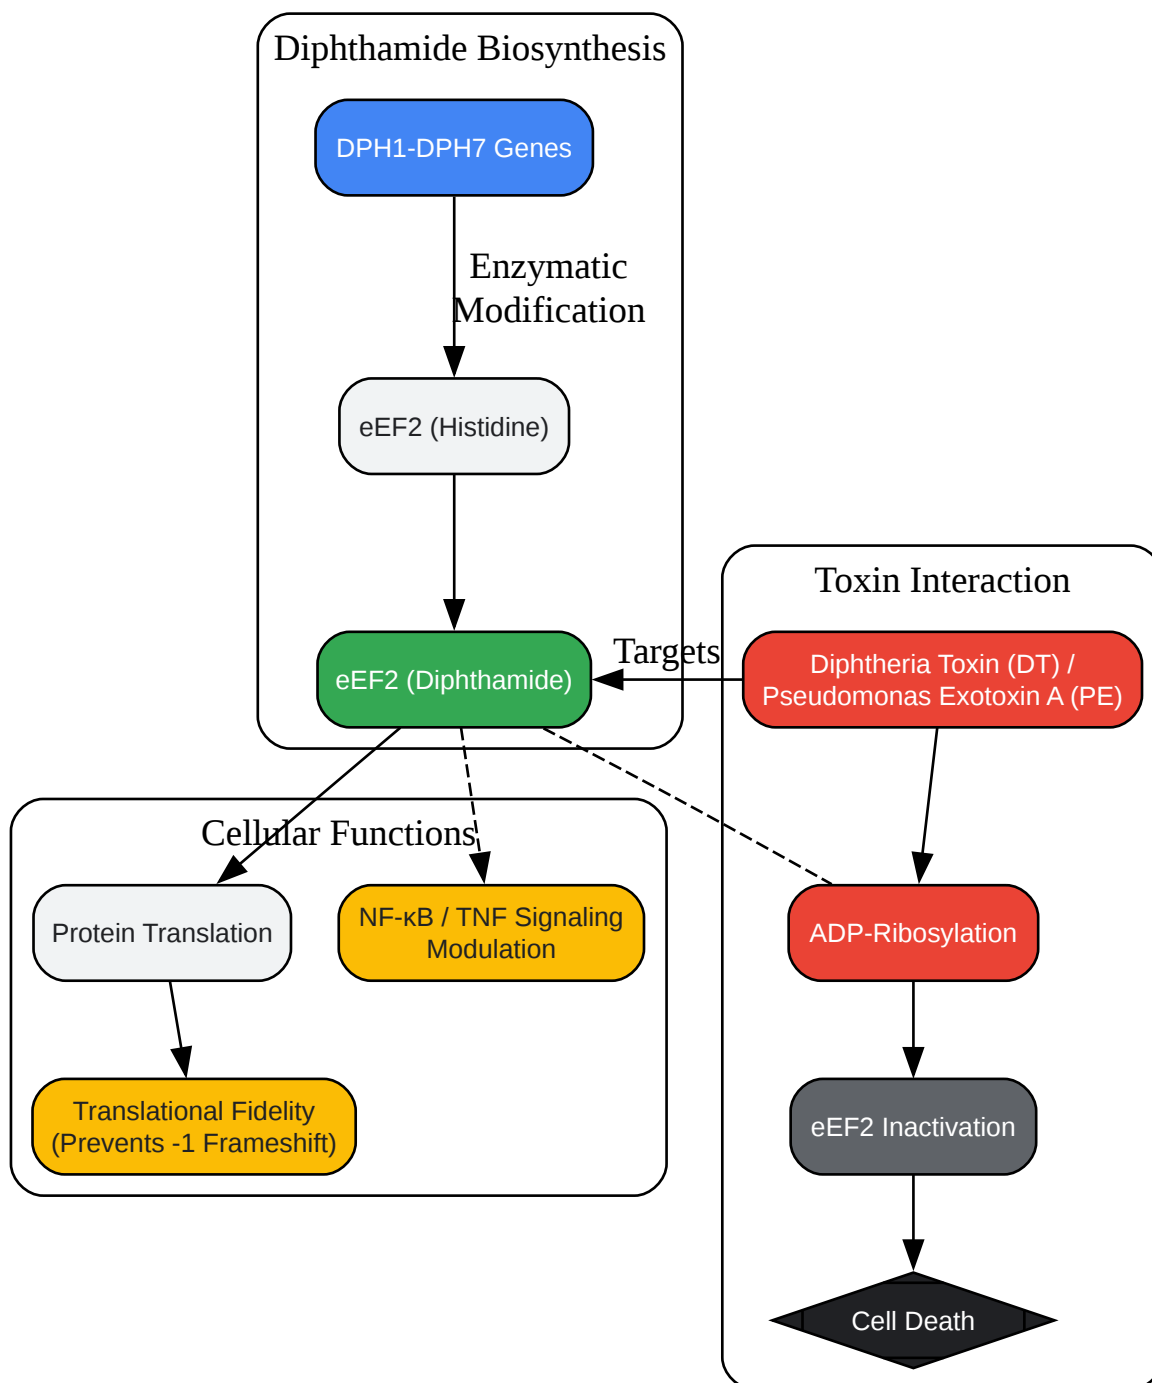 Diphthamide Biosynthesis
DPH1-DPH7 Genes
Enzymatic
Modification
eEF2 (Histidine)
eEF2 (Diphthamide)
Targets
Toxin Interaction
Diphtheria Toxin (DT) /
Pseudomonas Exotoxin A (PE)
Cellular Functions
Protein Translation
NF-κB / TNF Signaling
Modulation
ADP-Ribosylation
Translational Fidelity
(Prevents -1 Frameshift)
eEF2 Inactivation
Cell Death